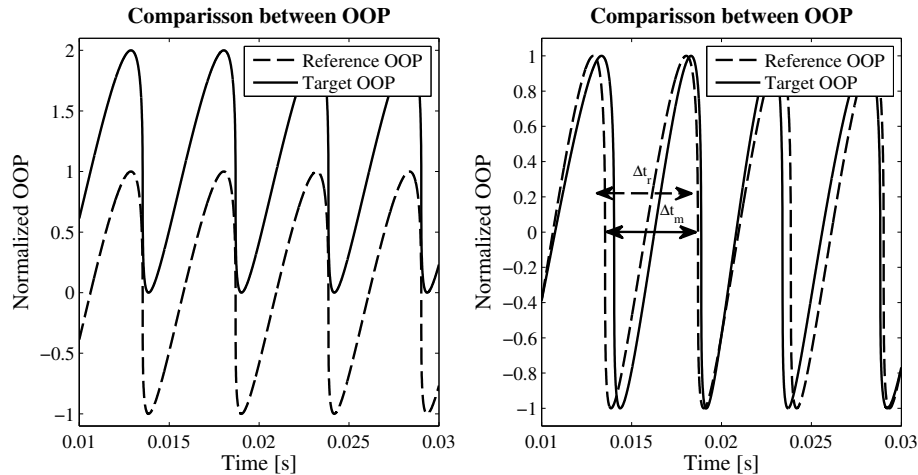 Comparisson between OOP
Normalized OOP
2
1.5
1
0.5
0
−0.5
−1
0.01
0.015
0.02
0.025
0.03
Time [s]
Reference OOP
Target OOP
Comparisson between OOP
Normalized OOP
1
0.8
0.6
0.4
0.2
0
−0.2
−0.4
−0.6
−0.8
−1
0.01
0.015
0.02
0.025
0.03
Time [s]
Reference OOP
Target OOP
Δt_r
Δt_m